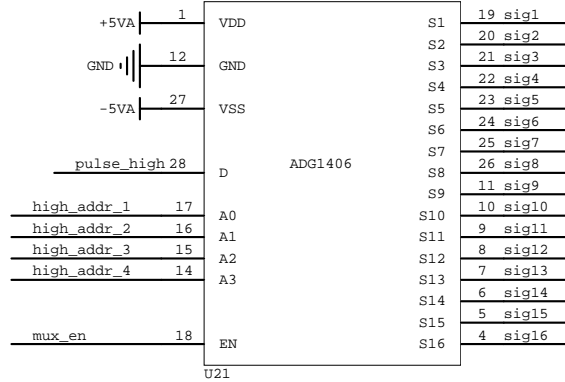 +5VA 1 VDD S1 19 sig1
S2 20 sig2
GND 12 GND S3 21 sig3
S4 22 sig4
-5VA 27 VSS S5 23 sig5
S6 24 sig6
S7 25 sig7
pulse_high 28 D ADG1406 S8 26 sig8
S9 11 sig9
high_addr_1 17 A0 S10 10 sig10
high_addr_2 16 A1 S11 9 sig11
high_addr_3 15 A2 S12 8 sig12
high_addr_4 14 A3 S13 7 sig13
S14 6 sig14
S15 5 sig15
mux_en 18 EN S16 4 sig16
U21